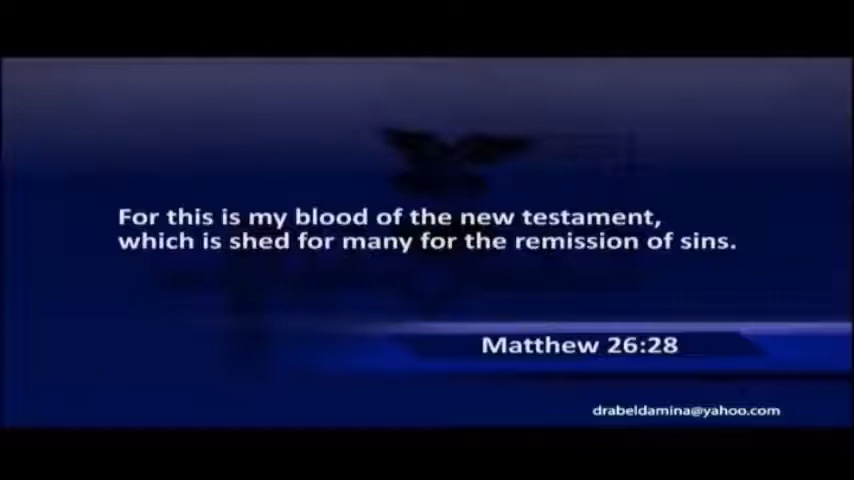 For this is my blood of the new testament,
which is shed for many for the remission of sins.
Matthew 26:28
drabeldamina@yahoo.com